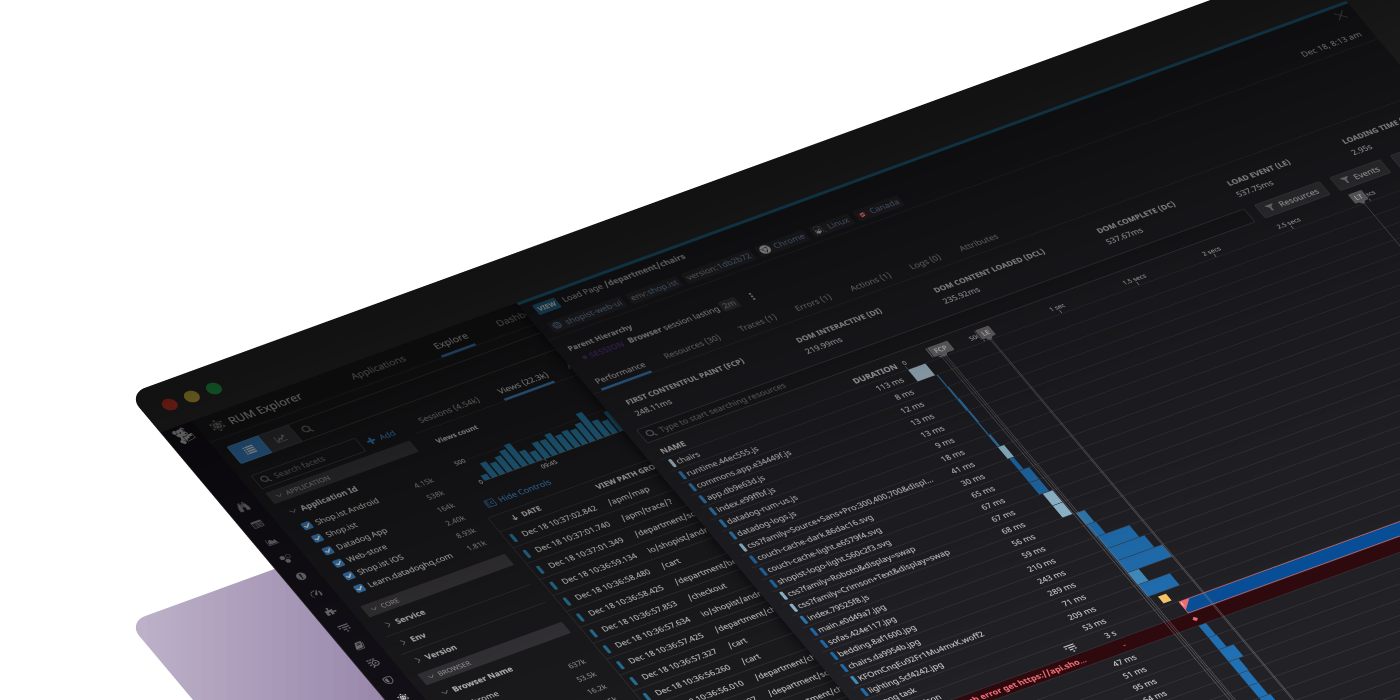 RUM Explorer
Applications
Explore
Search facets
Add
APPLICATION
Application Id
Shop.ist Android
4.15k
Shop.ist
538k
Datadog App
164k
Web-store
2.40k
Shop.ist IOS
8.93k
Learn.datadoghq.com
1.81k
CORE
Service
Env
Version
BROWSER
Browser Name
637k
53.5k
16.2k
Sessions (4.54k)
Views (22.3k)
Views count
500
0
09:45
Hide Controls
DATE
VIEW PATH GRO
Dec 18 10:37:02.842
/apm/map
Dec 18 10:37:01.740
/apm/trace/?
Dec 18 10:37:01.349
/department/
Dec 18 10:36:59.134
io/shopist/andr
Dec 18 10:36:58.480
/cart
Dec 18 10:36:58.425
/department/
Dec 18 10:36:57.853
/checkout
Dec 18 10:36:57.634
io/shopist/and
Dec 18 10:36:57.425
/department/c
Dec 18 10:36:57.327
/cart
Dec 18 10:36:56.260
/cart
10:36:56.010
/department/c
VIEW
Load Page /department/chairs
Dec 18, 8:13 am
shopist-web-ui
env:shop.ist
version:1db2b72
Chrome
Linux
Canada
Parent Hierarchy
SESSION
Browser session lasting
2m
Performance
Resources (30)
Traces (1)
Errors (1)
Actions (1)
Logs (0)
Attributes
FIRST CONTENTFUL PAINT (FCP)
248.11ms
DOM INTERACTIVE (DI)
219.99ms
DOM CONTENT LOADED (DCL)
235.92ms
DOM COMPLETE (DC)
537.67ms
LOAD EVENT (LE)
537.75ms
LOADING TIME
2.95s
Type to start searching resources
Resources
Events
NAME
DURATION
0
FCP
LE
1 sec
1.5 secs
2 secs
2.5 secs
LT
chairs
113 ms
runtime.44ec555.js
8 ms
commons.app.e34449f.js
12 ms
app.db9e63d.js
13 ms
index.e99ffbf.js
13 ms
datadog-rum-us.js
9 ms
datadog-logs.js
18 ms
css?family=Source+Sans+Pro:300,400,700&displ...
41 ms
couch-cache-dark.86dac16.svg
30 ms
couch-cache-light.e6579f4.svg
65 ms
shopist-logo-light.560c2f3.svg
67 ms
css?family=Roboto&display=swap
67 ms
css?family=Crimson+Text&display=swap
68 ms
index.79525f8.js
56 ms
main.e0d49a7.jpg
59 ms
sofas.424e117.jpg
210 ms
bedding.8af1600.jpg
243 ms
chairs.da9954b.jpg
289 ms
71 ms
lighting.5cf4242.jpg
209 ms
53 ms
error get https://api.sho...
3 s
47 ms
51 ms
95 ms